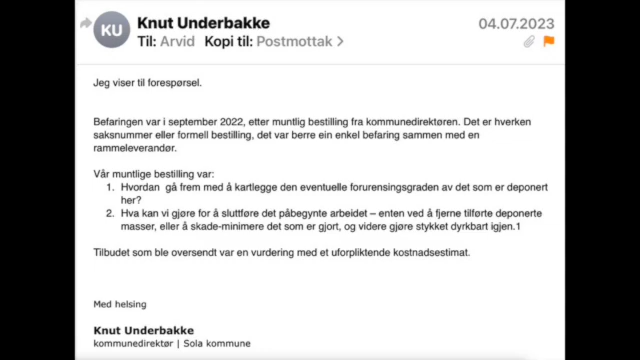 KU
Knut Underbakke
04.07.2023
Til: Arvid Kopi til: Postmottak >
Jeg viser til forespørsel.
Befaringen var i september 2022, etter muntlig bestilling fra kommunedirektøren. Det er hverken
saksnummer eller formell bestilling, det var berre ein enkel befaring sammen med en
rammeleverandør.
Vår muntlige bestilling var:
1. Hvordan gå frem med å kartlegge den eventuelle forurensingsgraden av det som er deponert
her?
2. Hva kan vi gjøre for å sluttføre det påbegynte arbeidet – enten ved å fjerne tilførte deponerte
masser, eller å skade-minimere det som er gjort, og videre gjøre stykket dyrkbart igjen.1
Tilbudet som ble oversendt var en vurdering med et uforpliktende kostnadsestimat.
Med helsing
Knut Underbakke
kommunedirektør | Sola kommune